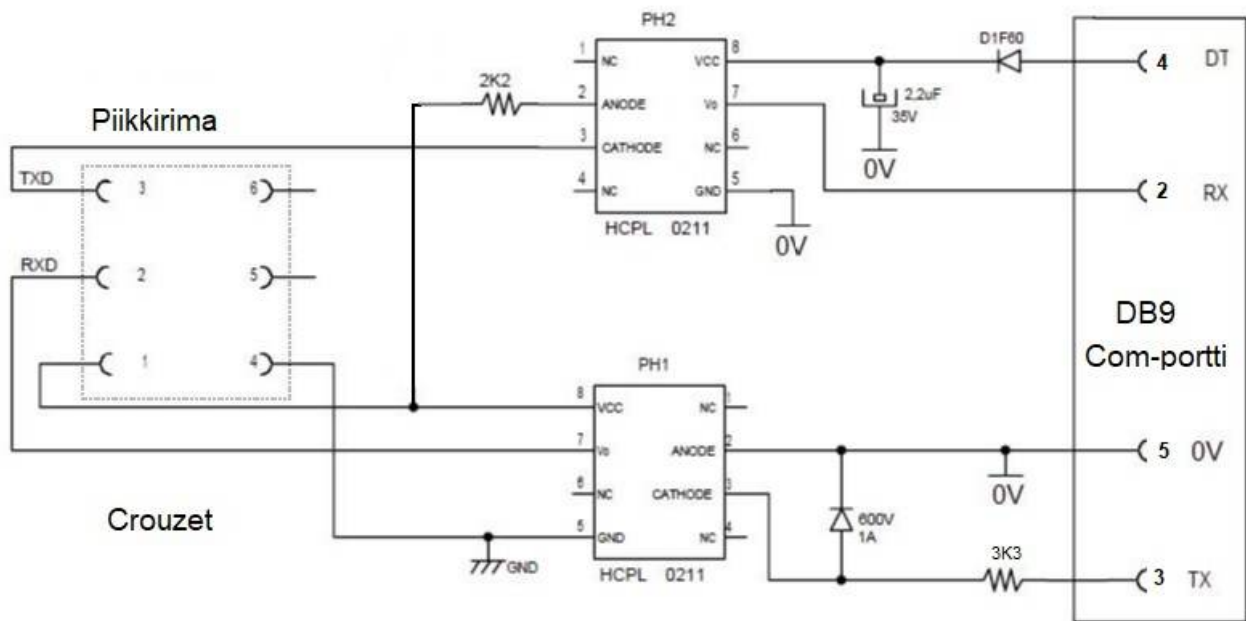 PH2
1 NC
2 ANODE
3 CATHODE
4 NC
VCC 8
Vo 7
NC 6
GND 5
HCPL 0211
2K2
D1F60
2,2uF
35V
0V
0V
4 DT
2 RX
DB9
Com-portti
5 0V
3 TX
Piikkirima
TXD
3 6
RXD
2 5
1 4
Crouzet
PH1
8 VCC
7 Vo
6 NC
5 GND
NC 1
ANODE 2
CATHODE 3
NC 4
HCPL 0211
GND
600V
1A
0V
3K3